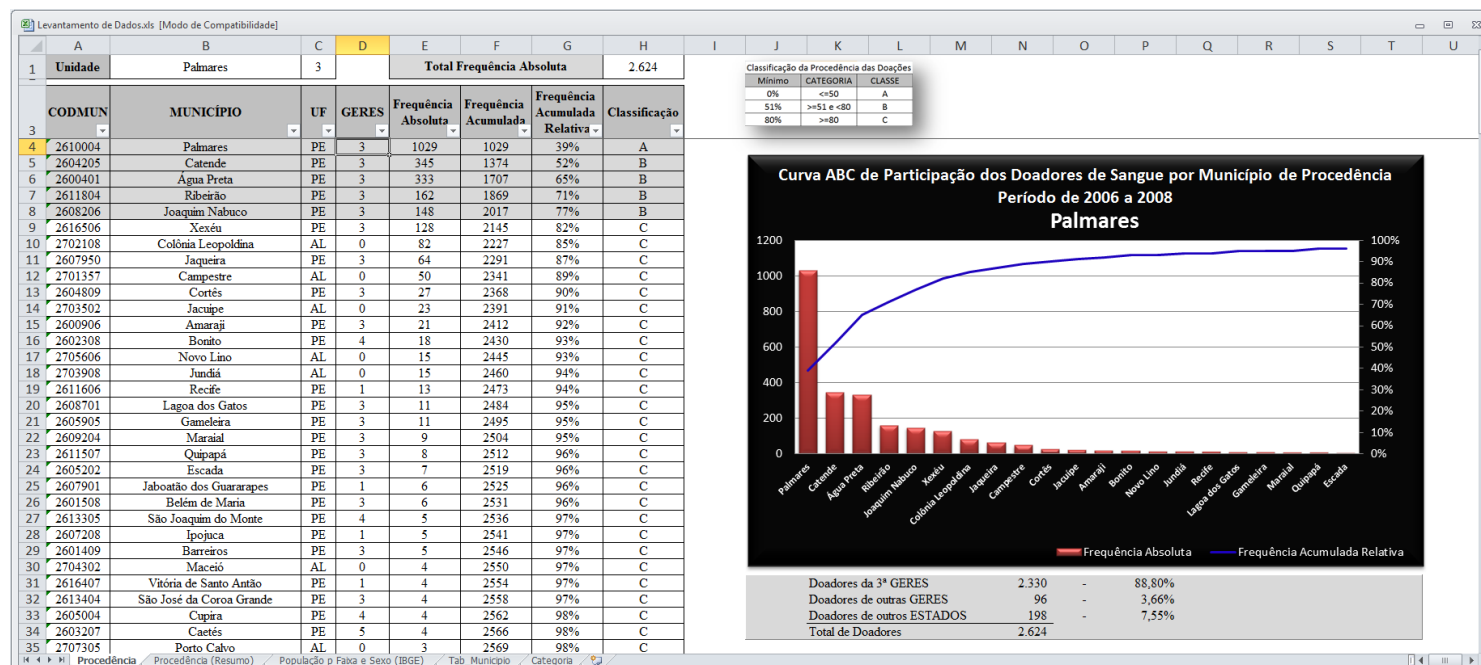 Levantamento de Dados.xls [Modo de Compatibilidade]
A B C D E F G H I J K L M N O P Q R S T U
1 Unidade Palmares 3 Total Frequência Absoluta 2.624
3 CODMUN MUNICÍPIO UF GERES Frequência Absoluta Frequência Acumulada Frequência Acumulada Relativa Classificação
4 2610004 Palmares PE 3 1029 1029 39% A
5 2604205 Catende PE 3 345 1374 52% B
6 2600401 Água Preta PE 3 333 1707 65% B
7 2611804 Ribeirão PE 3 162 1869 71% B
8 2608206 Joaquim Nabuco PE 3 148 2017 77% B
9 2616506 Xexéu PE 3 128 2145 82% C
10 2702108 Colônia Leopoldina AL 0 82 2227 85% C
11 2607950 Jaqueira PE 3 64 2291 87% C
12 2701357 Campestre AL 0 50 2341 89% C
13 2604809 Cortês PE 3 27 2368 90% C
14 2703502 Jacuipe AL 0 23 2391 91% C
15 2600906 Amaraji PE 3 21 2412 92% C
16 2602308 Bonito PE 4 18 2430 93% C
17 2705606 Novo Lino AL 0 15 2445 93% C
18 2703908 Jundiá AL 0 15 2460 94% C
19 2611606 Recife PE 1 13 2473 94% C
20 2608701 Lagoa dos Gatos PE 3 11 2484 95% C
21 2605905 Gameleira PE 3 11 2495 95% C
22 2609204 Maraial PE 3 9 2504 95% C
23 2611507 Quipapá PE 3 8 2512 96% C
24 2605202 Escada PE 3 7 2519 96% C
25 2607901 Jaboatão dos Guararapes PE 1 6 2525 96% C
26 2601508 Belém de Maria PE 3 6 2531 96% C
27 2613305 São Joaquim do Monte PE 4 5 2536 97% C
28 2607208 Ipojuca PE 1 5 2541 97% C
29 2601409 Barreiros PE 3 5 2546 97% C
30 2704302 Maceió AL 0 4 2550 97% C
31 2616407 Vitória de Santo Antão PE 1 4 2554 97% C
32 2613404 São José da Coroa Grande PE 3 4 2558 97% C
33 2605004 Cupira PE 4 4 2562 98% C
34 2603207 Caetés PE 5 4 2566 98% C
35 2707305 Porto Calvo AL 0 3 2569 98% C
Classificação da Procedência das Doações
Mínimo CATEGORIA CLASSE
0% <=50 A
51% >=51 e <80 B
80% >=80 C
Curva ABC de Participação dos Doadores de Sangue por Município de Procedência
Período de 2006 a 2008
Palmares
1200 100%
90%
1000 80%
800 70%
60%
600 50%
40%
400 30%
200 20%
10%
0 0%
Palmares Catende Água Preta Ribeirão Joaquim Nabuco Xexéu Colônia Leopoldina Jaqueira Campestre Cortês Jacuipe Amaraji Bonito Novo Lino Jundiá Recife Lagoa dos Gatos Gameleira Maraial Quipapá Escada
Frequência Absoluta Frequência Acumulada Relativa
Doadores da 3ª GERES 2.330 - 88,80%
Doadores de outras GERES 96 - 3,66%
Doadores de outros ESTADOS 198 - 7,55%
Total de Doadores 2.624
Procedência Procedência (Resumo) População p Faixa e Sexo (IBGE) Tab_Municipio Categoria